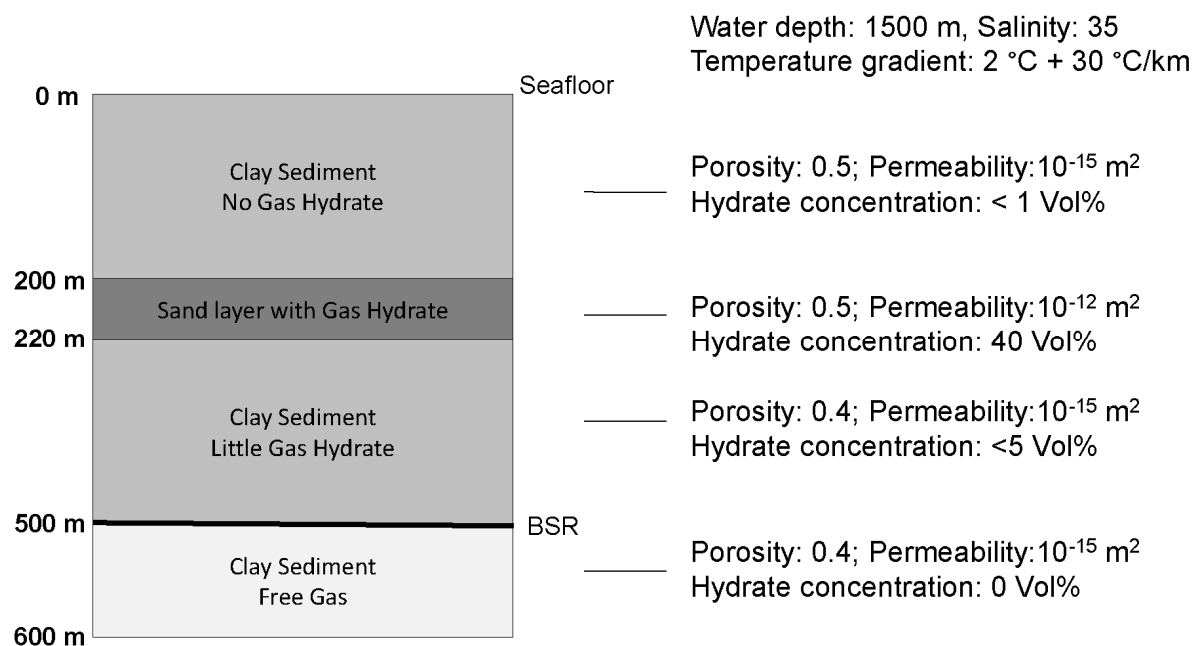 Water depth: 1500 m, Salinity: 35
Temperature gradient: 2 °C + 30 °C/km
0 m
Seafloor
Clay Sediment
No Gas Hydrate
Porosity: 0.5; Permeability:10⁻¹⁵ m²
Hydrate concentration: < 1 Vol%
200 m
Sand layer with Gas Hydrate
Porosity: 0.5; Permeability:10⁻¹² m²
Hydrate concentration: 40 Vol%
220 m
Clay Sediment
Little Gas Hydrate
Porosity: 0.4; Permeability:10⁻¹⁵ m²
Hydrate concentration: <5 Vol%
500 m
BSR
Clay Sediment
Free Gas
Porosity: 0.4; Permeability:10⁻¹⁵ m²
Hydrate concentration: 0 Vol%
600 m